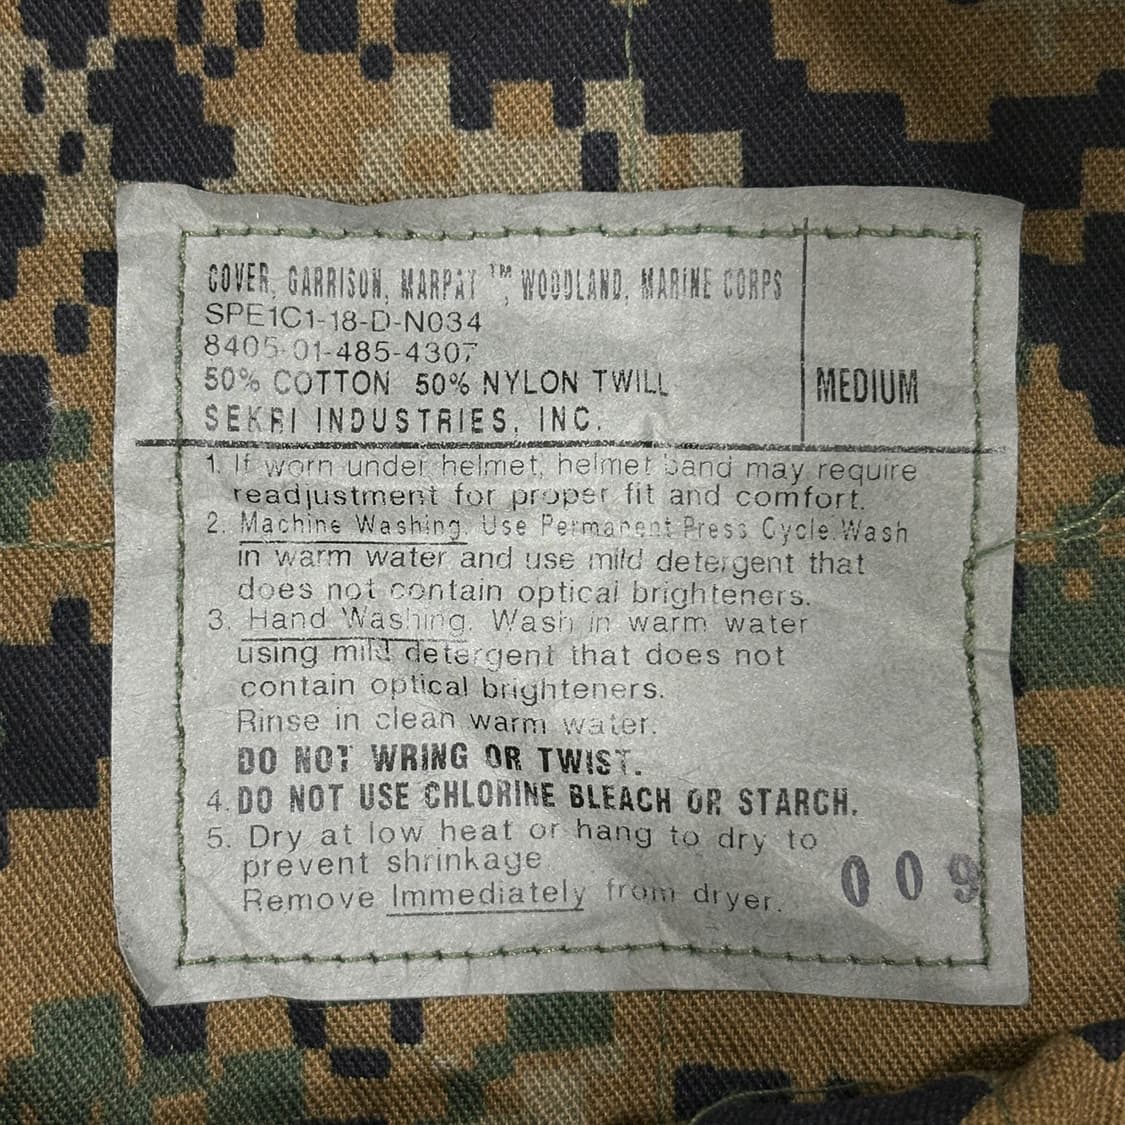 COVER, GARRISON, MARPAT ™, WOODLAND, MARINE CORPS
SPE1C1-18-D-N034
8405-01-485-4307
50% COTTON 50% NYLON TWILL
SEKRI INDUSTRIES, INC.
MEDIUM
1. If worn under helmet, helmet band may require
readjustment for proper fit and comfort.
2. Machine Washing. Use Permanent Press Cycle. Wash
in warm water and use mild detergent that
does not contain optical brighteners.
3. Hand Washing. Wash in warm water
using mild detergent that does not
contain optical brighteners.
Rinse in clean warm water.
DO NOT WRING OR TWIST.
4. DO NOT USE CHLORINE BLEACH OR STARCH.
5. Dry at low heat or hang to dry to
prevent shrinkage
Remove Immediately from dryer.
009